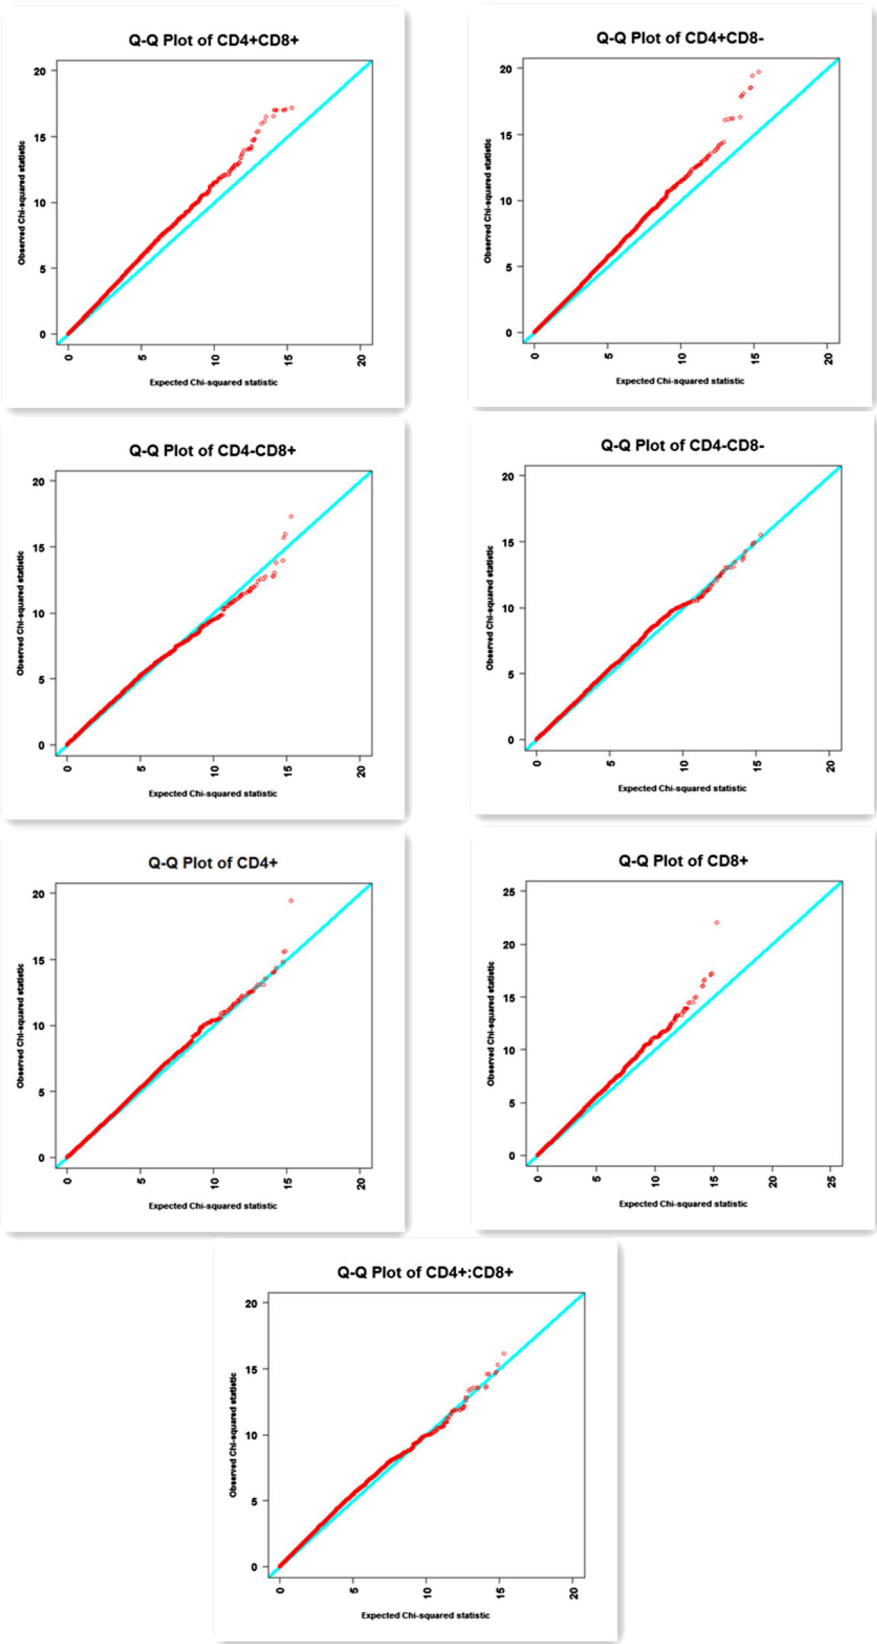 Q-Q Plot of CD4+CD8+
20
15
10
5
0
Observed Chi-squared statistic
0 5 10 15 20
Expected Chi-squared statistic
Q-Q Plot of CD4+CD8-
20
15
10
5
0
Observed Chi-squared statistic
0 5 10 15 20
Expected Chi-squared statistic
Q-Q Plot of CD4-CD8+
20
15
10
5
0
Observed Chi-squared statistic
0 5 10 15 20
Expected Chi-squared statistic
Q-Q Plot of CD4-CD8-
20
15
10
5
0
Observed Chi-squared statistic
0 5 10 15 20
Expected Chi-squared statistic
Q-Q Plot of CD4+
20
15
10
5
0
Observed Chi-squared statistic
0 5 10 15 20
Expected Chi-squared statistic
Q-Q Plot of CD8+
25
20
15
10
5
0
Observed Chi-squared statistic
0 5 10 15 20 25
Expected Chi-squared statistic
Q-Q Plot of CD4+:CD8+
20
15
10
5
0
Observed Chi-squared statistic
0 5 10 15 20
Expected Chi-squared statistic